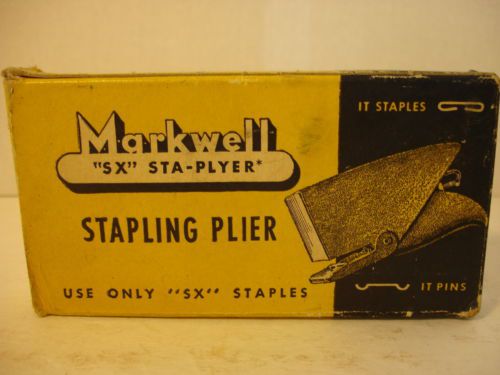 Markwell
"SX" STA-PLYER*
STAPLING PLIER
USE ONLY "SX" STAPLES
IT STAPLES
IT PINS